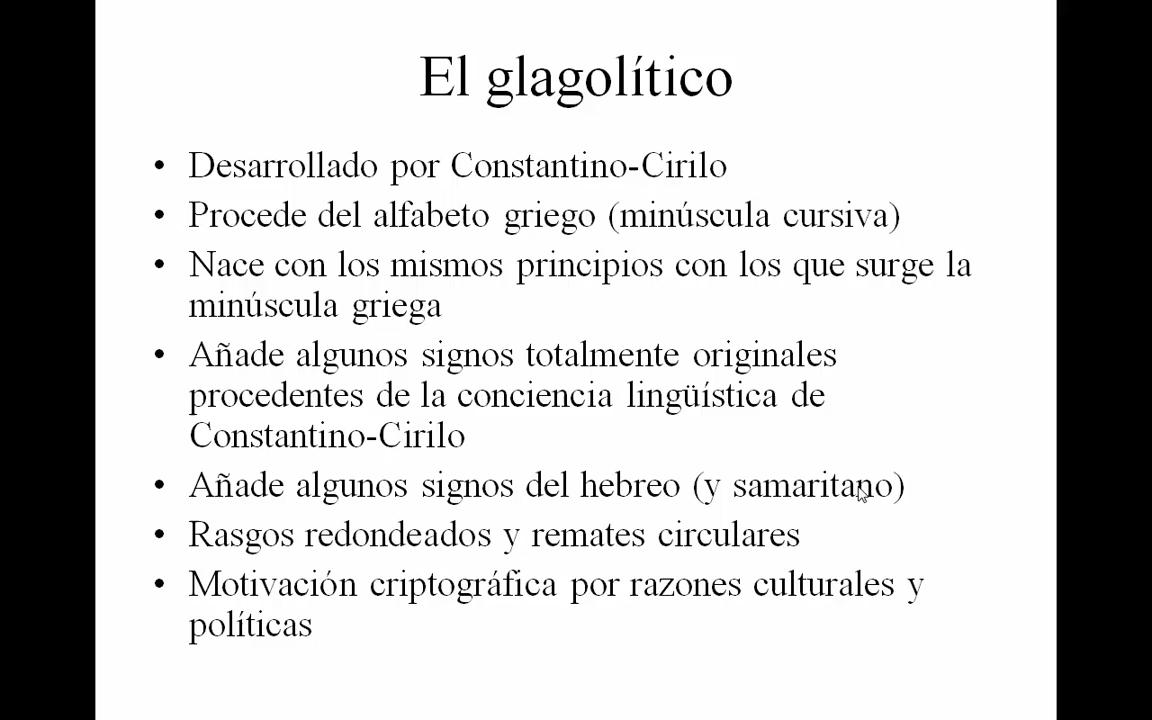 El glagolítico
• Desarrollado por Constantino-Cirilo
• Procede del alfabeto griego (minúscula cursiva)
• Nace con los mismos principios con los que surge la
minúscula griega
• Añade algunos signos totalmente originales
procedentes de la conciencia lingüística de
Constantino-Cirilo
• Añade algunos signos del hebreo (y samaritano)
• Rasgos redondeados y remates circulares
• Motivación criptográfica por razones culturales y
políticas